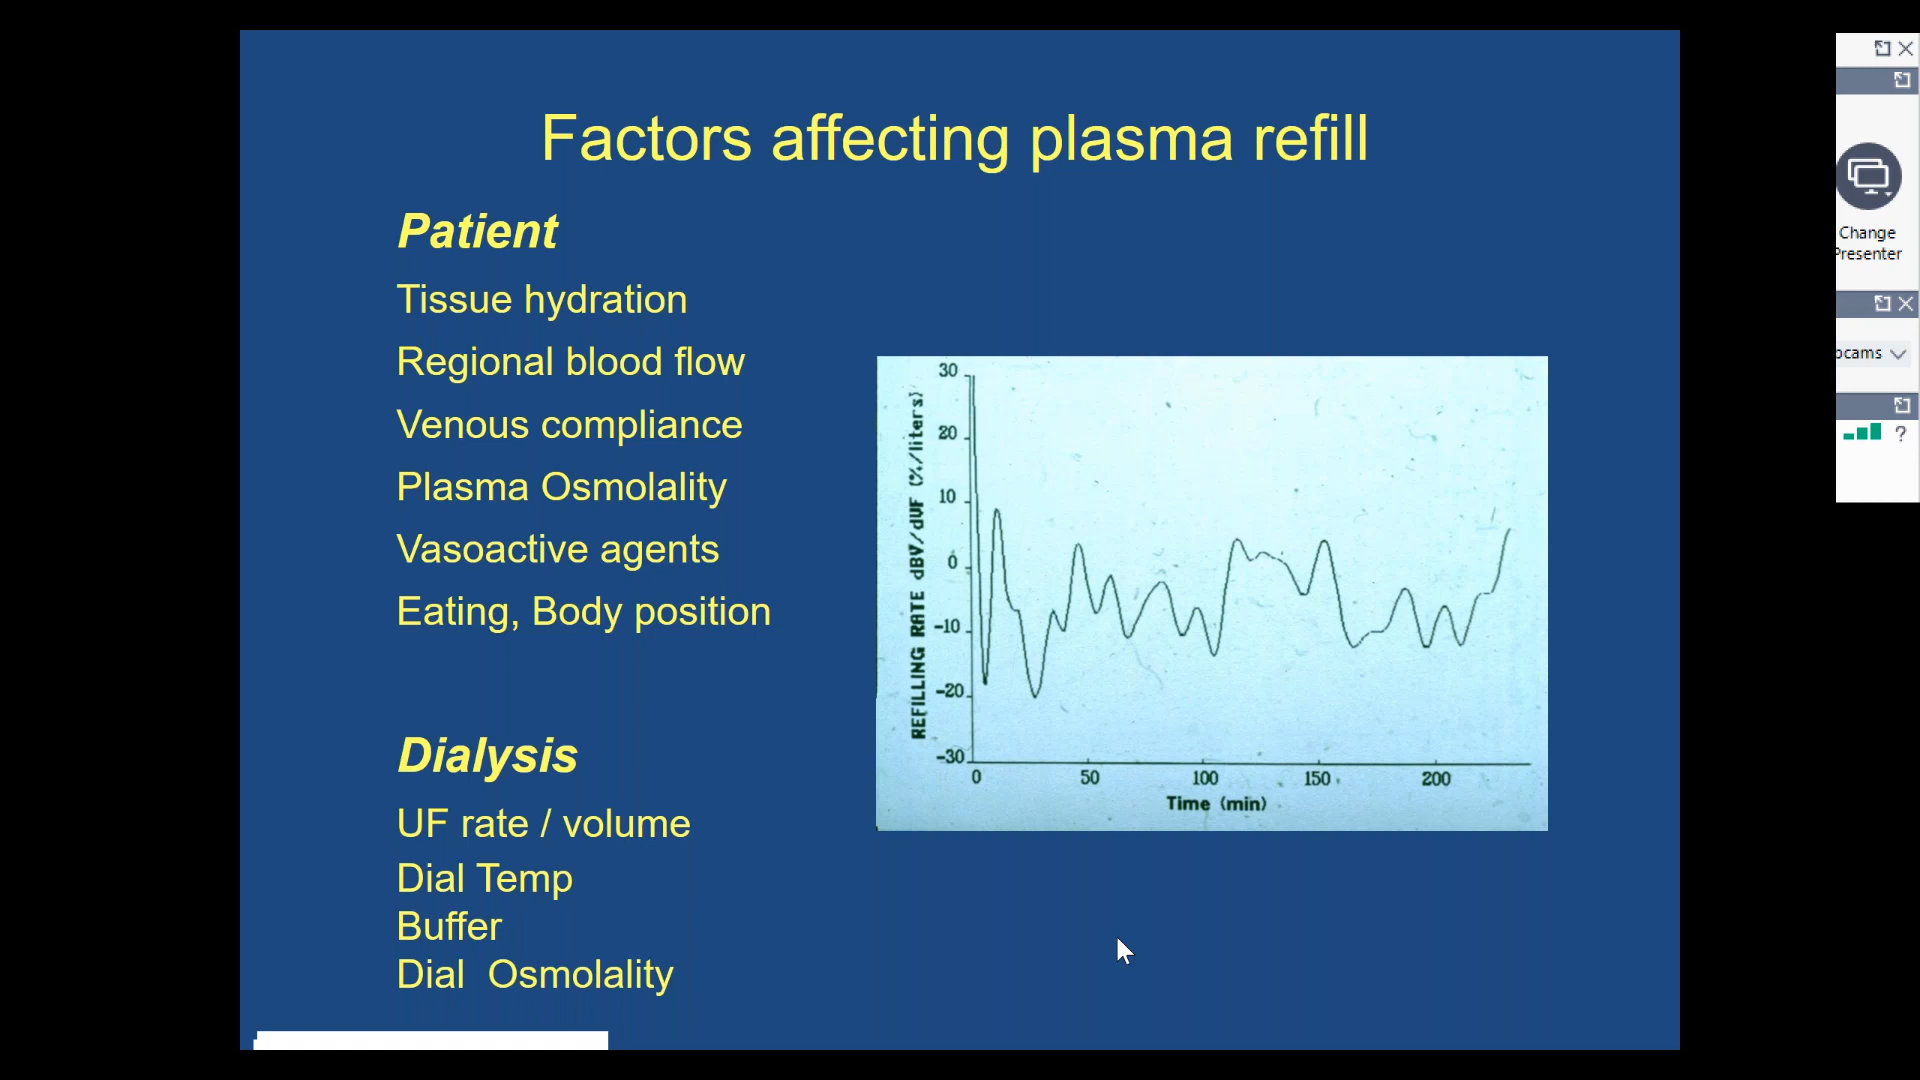 Factors affecting plasma refill
Patient
Tissue hydration
Regional blood flow
Venous compliance
Plasma Osmolality
Vasoactive agents
Eating, Body position
Dialysis
UF rate / volume
Dial Temp
Buffer
Dial  Osmolality
REFILLING RATE dBV/dVF (%/liters)
30
20
10
0
-10
-20
-30
0 50 100 150 200
Time (min)
Change
Presenter
?